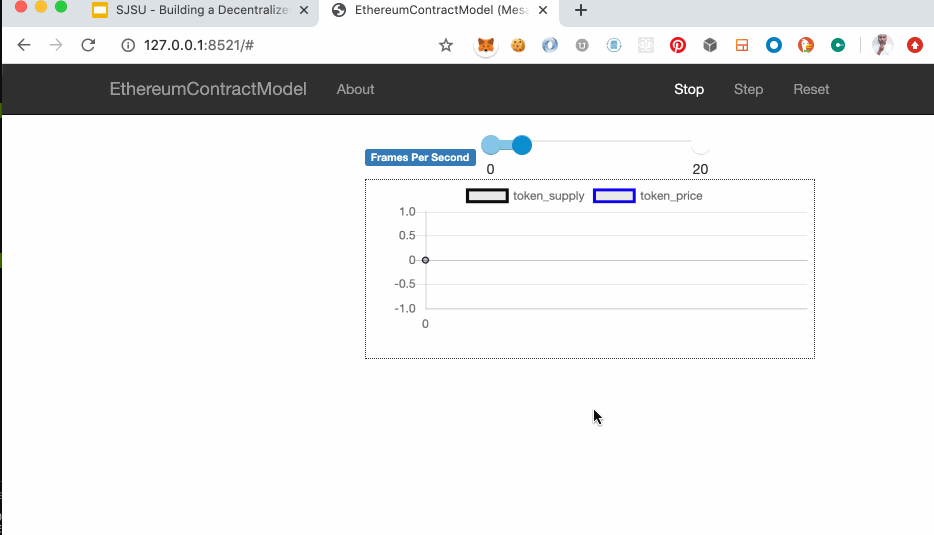 SJSU - Building a Decentralize
EthereumContractModel (Mesa
127.0.0.1:8521/#
EthereumContractModel About Stop Step Reset
Frames Per Second
0 20
token_supply token_price
1.0
0.5
0
-0.5
-1.0
0